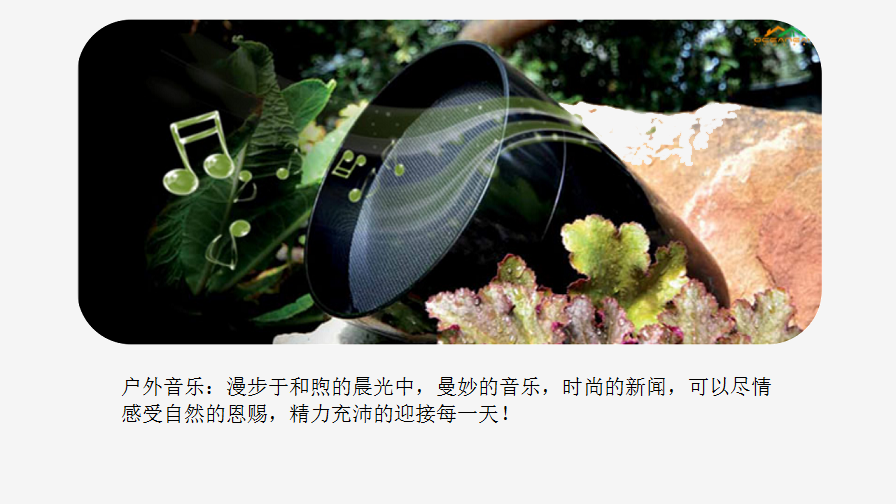 户外音乐：漫步于和煦的晨光中，曼妙的音乐，时尚的新闻，可以尽情
感受自然的恩赐，精力充沛的迎接每一天！